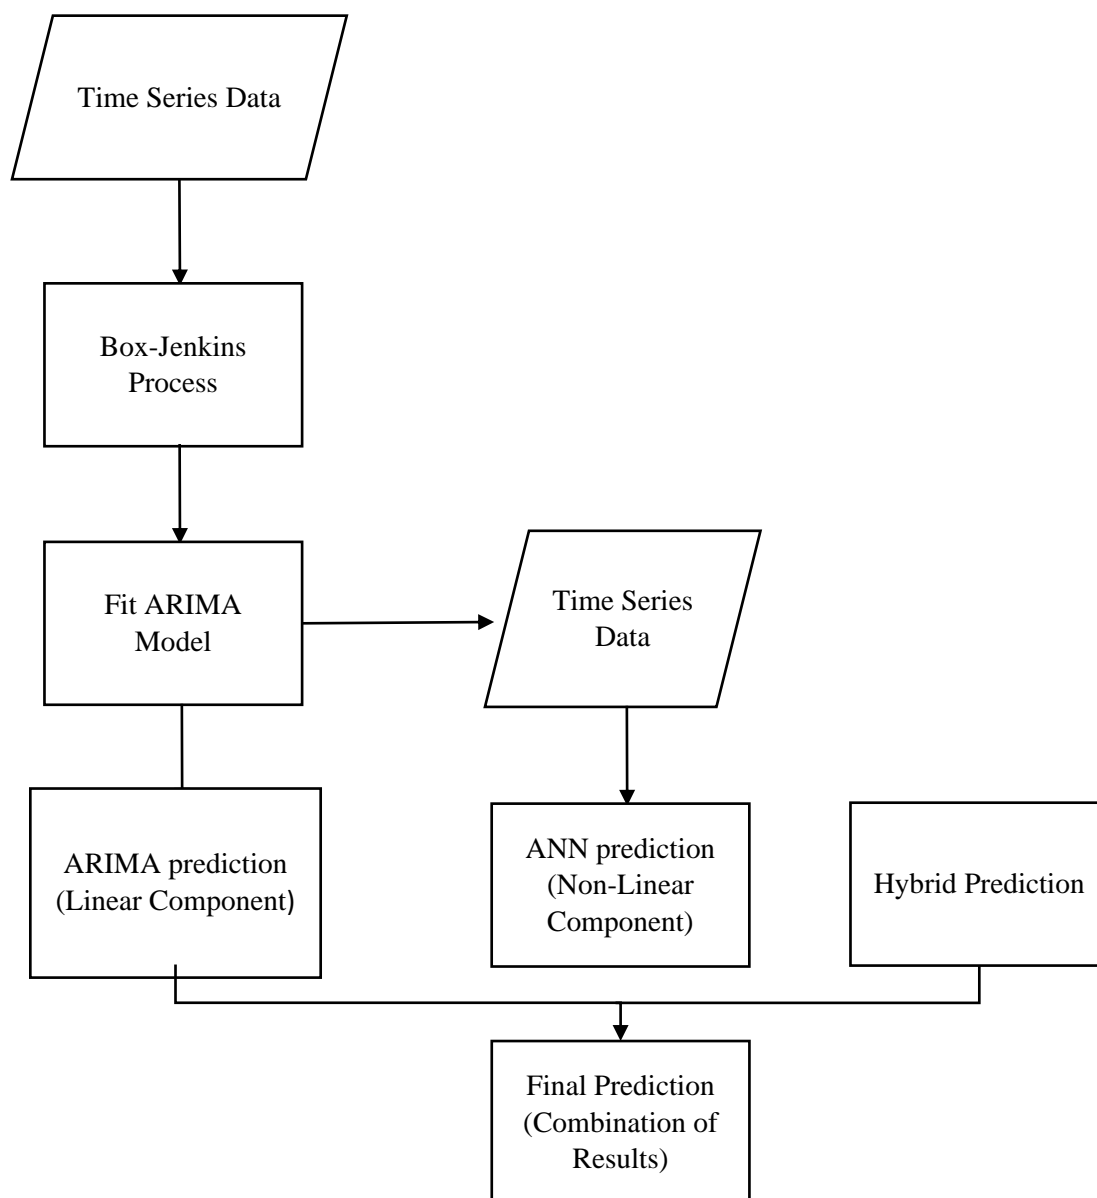 Time Series Data
Box-Jenkins
Process
Fit ARIMA
Model
Time Series
Data
ARIMA prediction
(Linear Component)
ANN prediction
(Non-Linear
Component)
Hybrid Prediction
Final Prediction
(Combination of
Results)